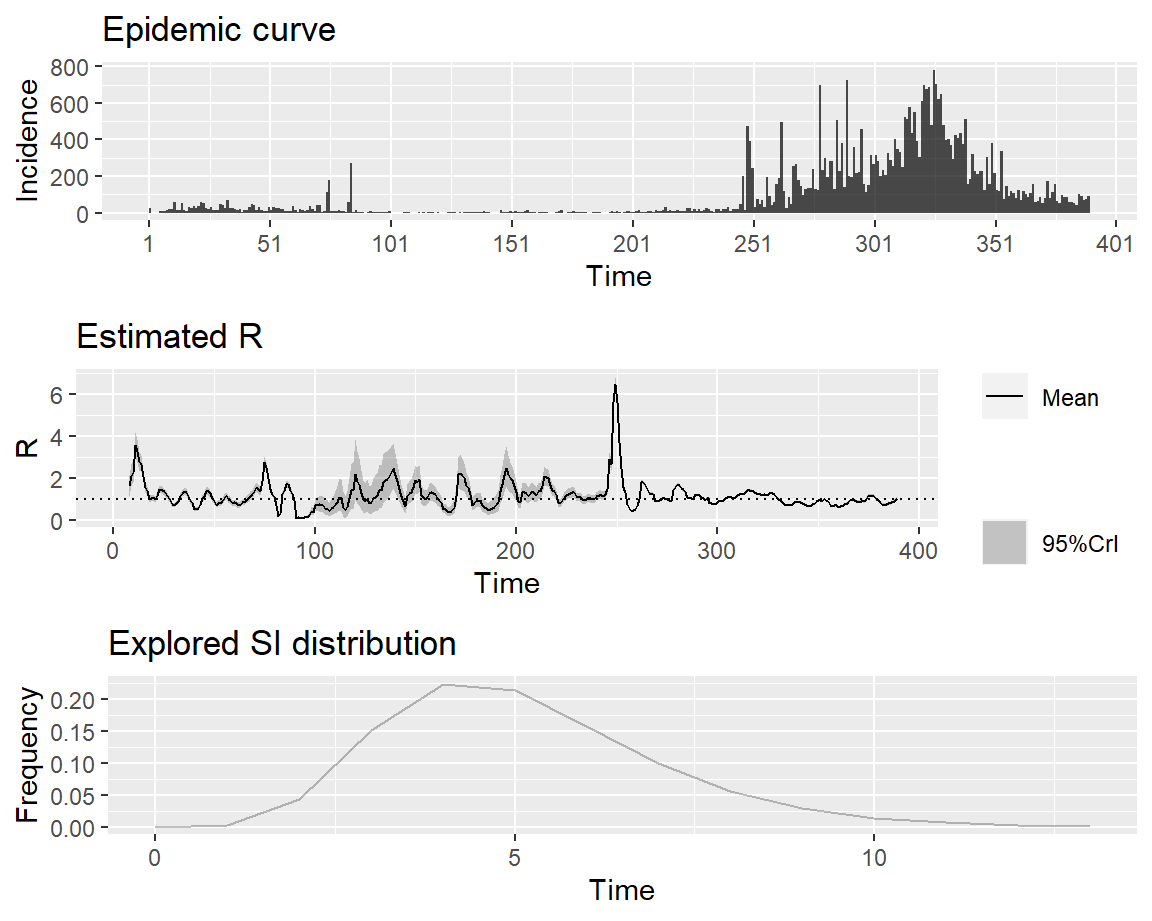 Epidemic curve
800
600
400
200
0
Incidence
1 51 101 151 201 251 301 351 401
Time
Estimated R
6
4
2
0
R
0 100 200 300 400
Time
Mean
95%CrI
Explored SI distribution
0.20
0.15
0.10
0.05
0.00
Frequency
0 5 10
Time